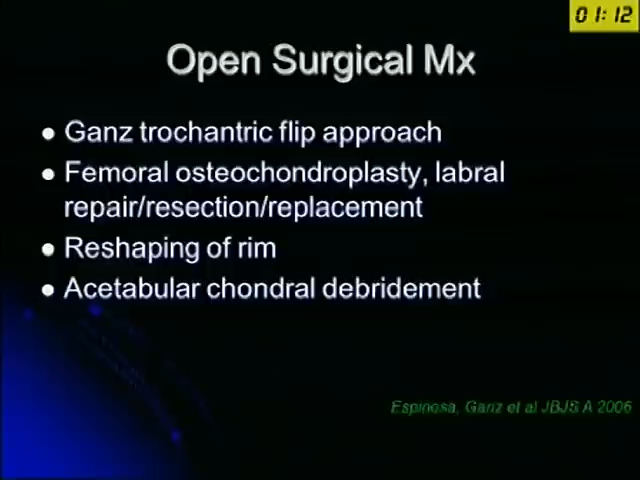 01:12
Open Surgical Mx
● Ganz trochantric flip approach
● Femoral osteochondroplasty, labral
repair/resection/replacement
● Reshaping of rim
● Acetabular chondral debridement
Espinosa, Ganz et al JBJS A 2006